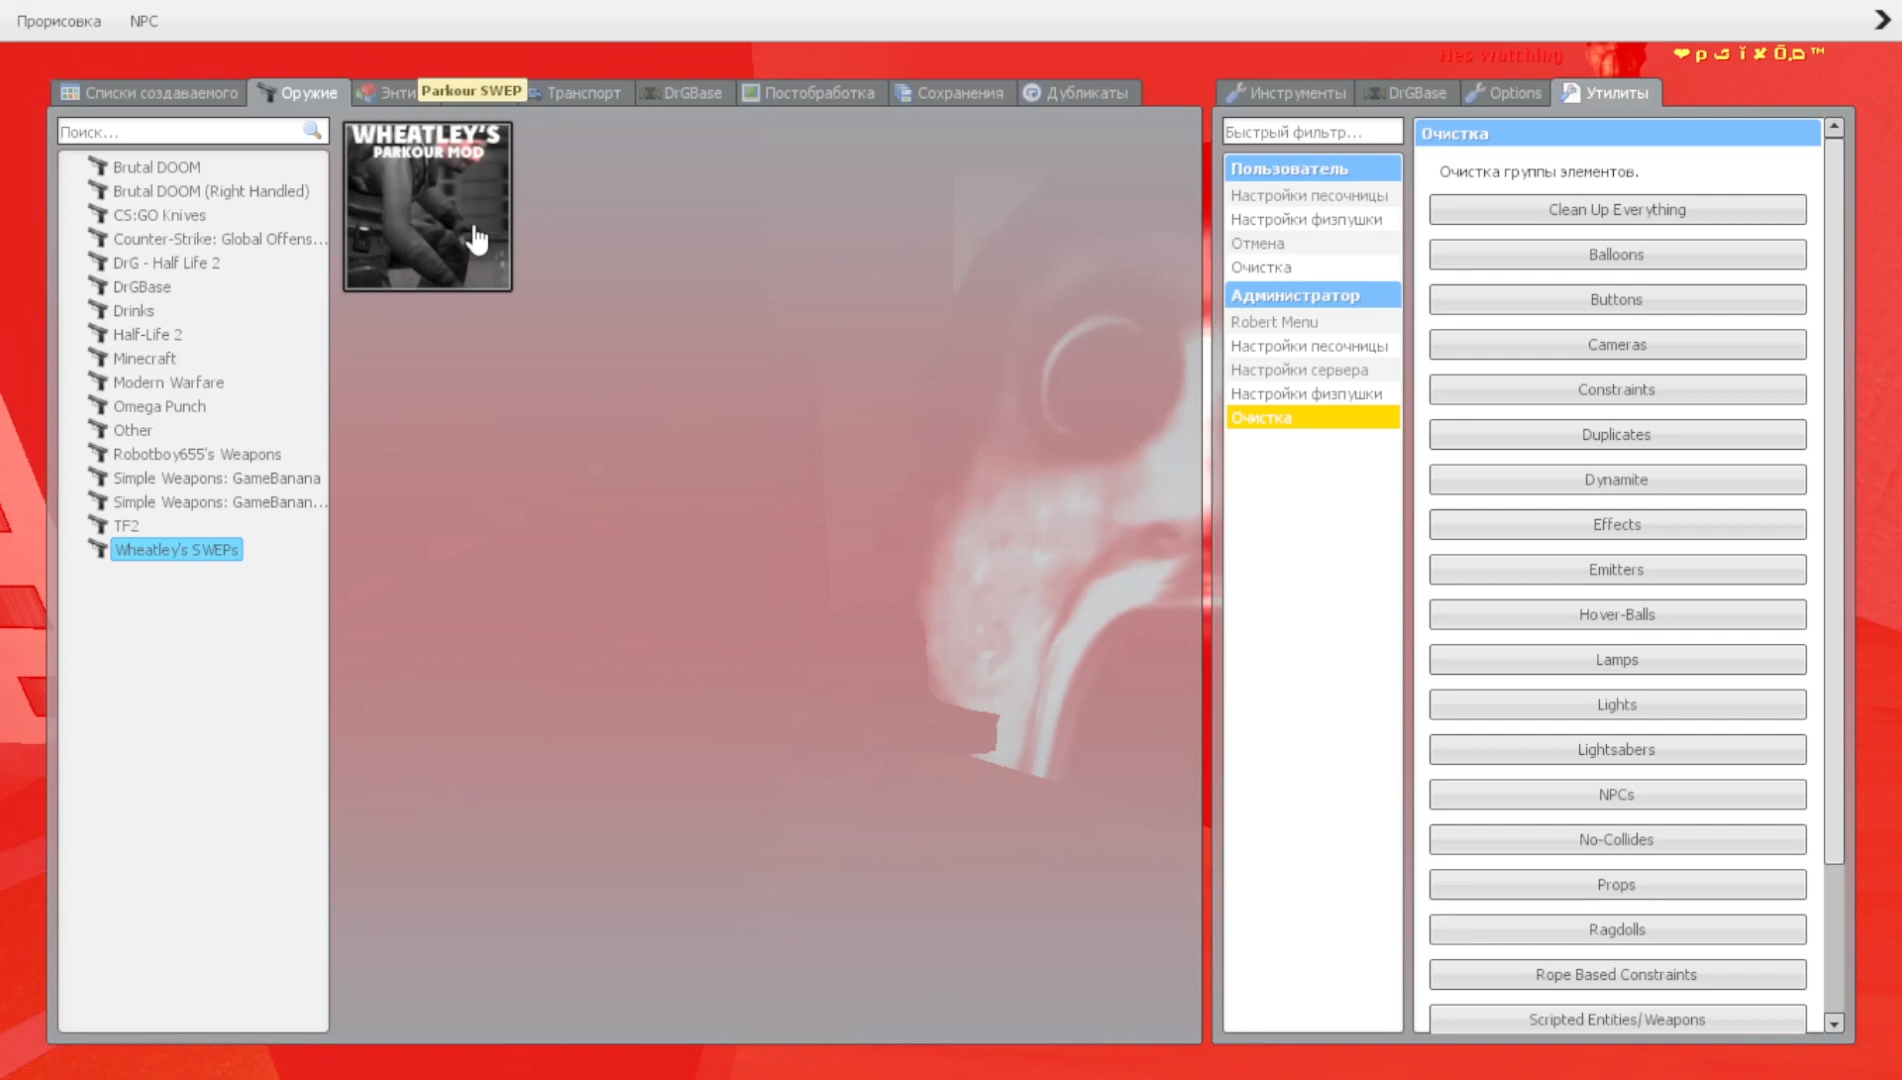 Прорисовка NPC
Hes watching
Списки создаваемого Оружие Энти Parkour SWEP Транспорт DrGBase Постобработка Сохранения Дубликаты
Инструменты DrGBase Options Утилиты
Поиск...
Brutal DOOM
Brutal DOOM (Right Handled)
CS:GO Knives
Counter-Strike: Global Offens...
DrG - Half Life 2
DrGBase
Drinks
Half-Life 2
Minecraft
Modern Warfare
Omega Punch
Other
Robotboy655's Weapons
Simple Weapons: GameBanana
Simple Weapons: GameBanan...
TF2
Wheatley's SWEPs
WHEATLEY'S
PARKOUR MOD
Быстрый фильтр...
Пользователь
Настройки песочницы
Настройки физпушки
Отмена
Очистка
Администратор
Robert Menu
Настройки песочницы
Настройки сервера
Настройки физпушки
Очистка
Очистка
Очистка группы элементов.
Clean Up Everything
Balloons
Buttons
Cameras
Constraints
Duplicates
Dynamite
Effects
Emitters
Hover-Balls
Lamps
Lights
Lightsabers
NPCs
No-Collides
Props
Ragdolls
Rope Based Constraints
Scripted Entities/Weapons